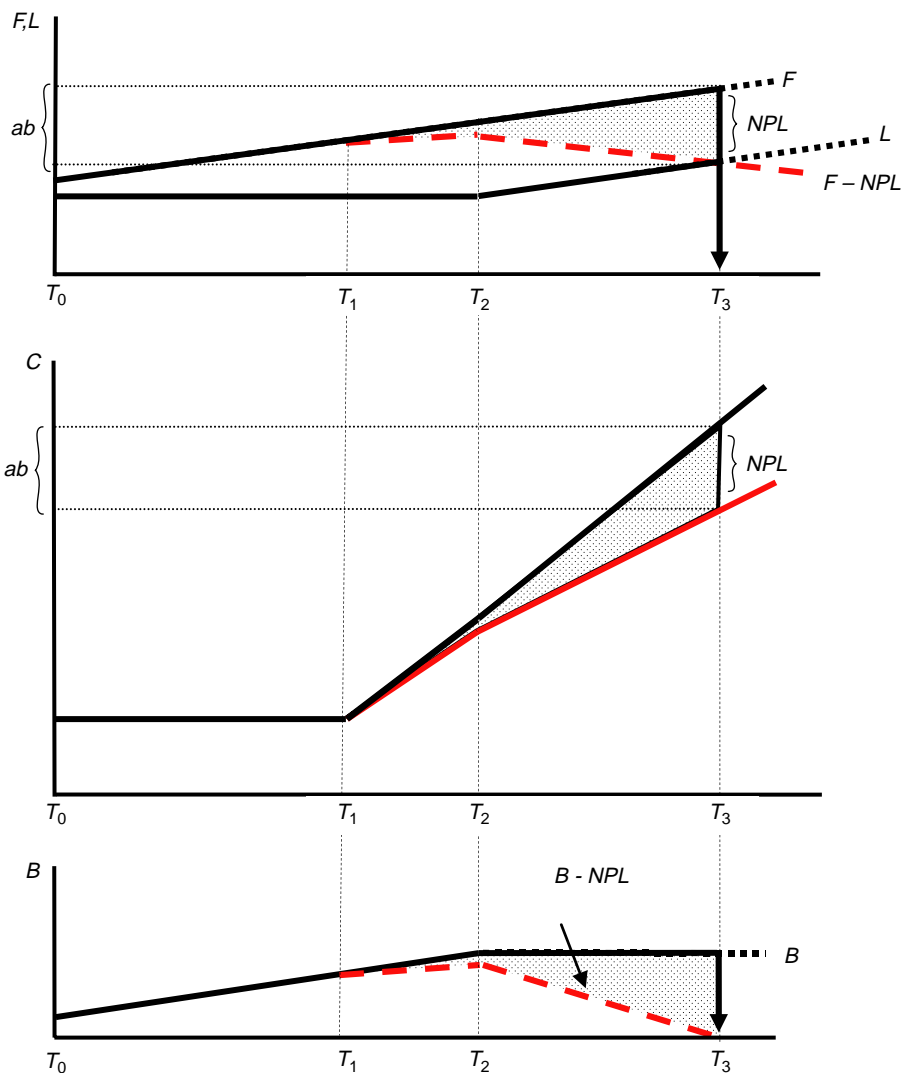 F,L
F
ab
NPL
L
F – NPL
T0 T1 T2 T3
C
ab
NPL
T0 T1 T2 T3
B
B - NPL
B
T0 T1 T2 T3